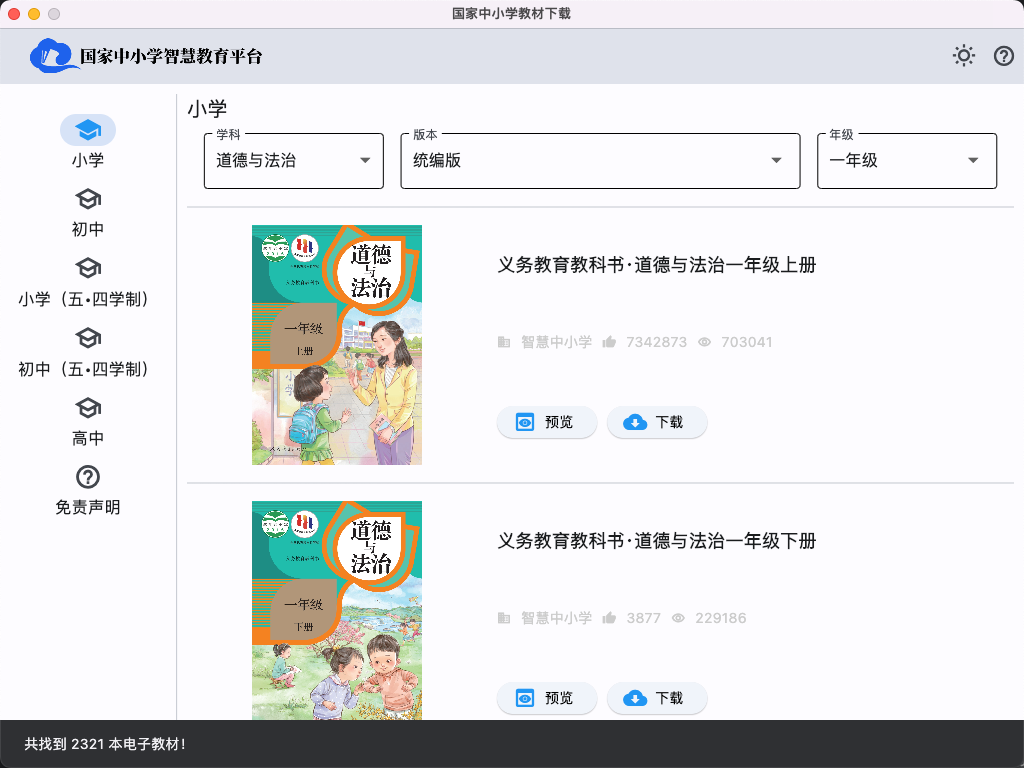 国家中小学教材下载
国家中小学智慧教育平台
小学
初中
小学（五•四学制）
初中（五•四学制）
高中
免责声明
小学
学科
道德与法治
版本
统编版
年级
一年级
道德
与
法治
一年级
上册
义务教育教科书·道德与法治一年级上册
智慧中小学 7342873 703041
预览 下载
道德
与
法治
一年级
下册
义务教育教科书·道德与法治一年级下册
智慧中小学 3877 229186
预览 下载
共找到 2321 本电子教材！